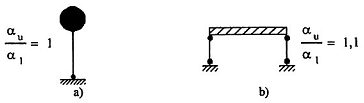 α_u / α_1 = 1
α_u / α_1 = 1,1
a)
b)